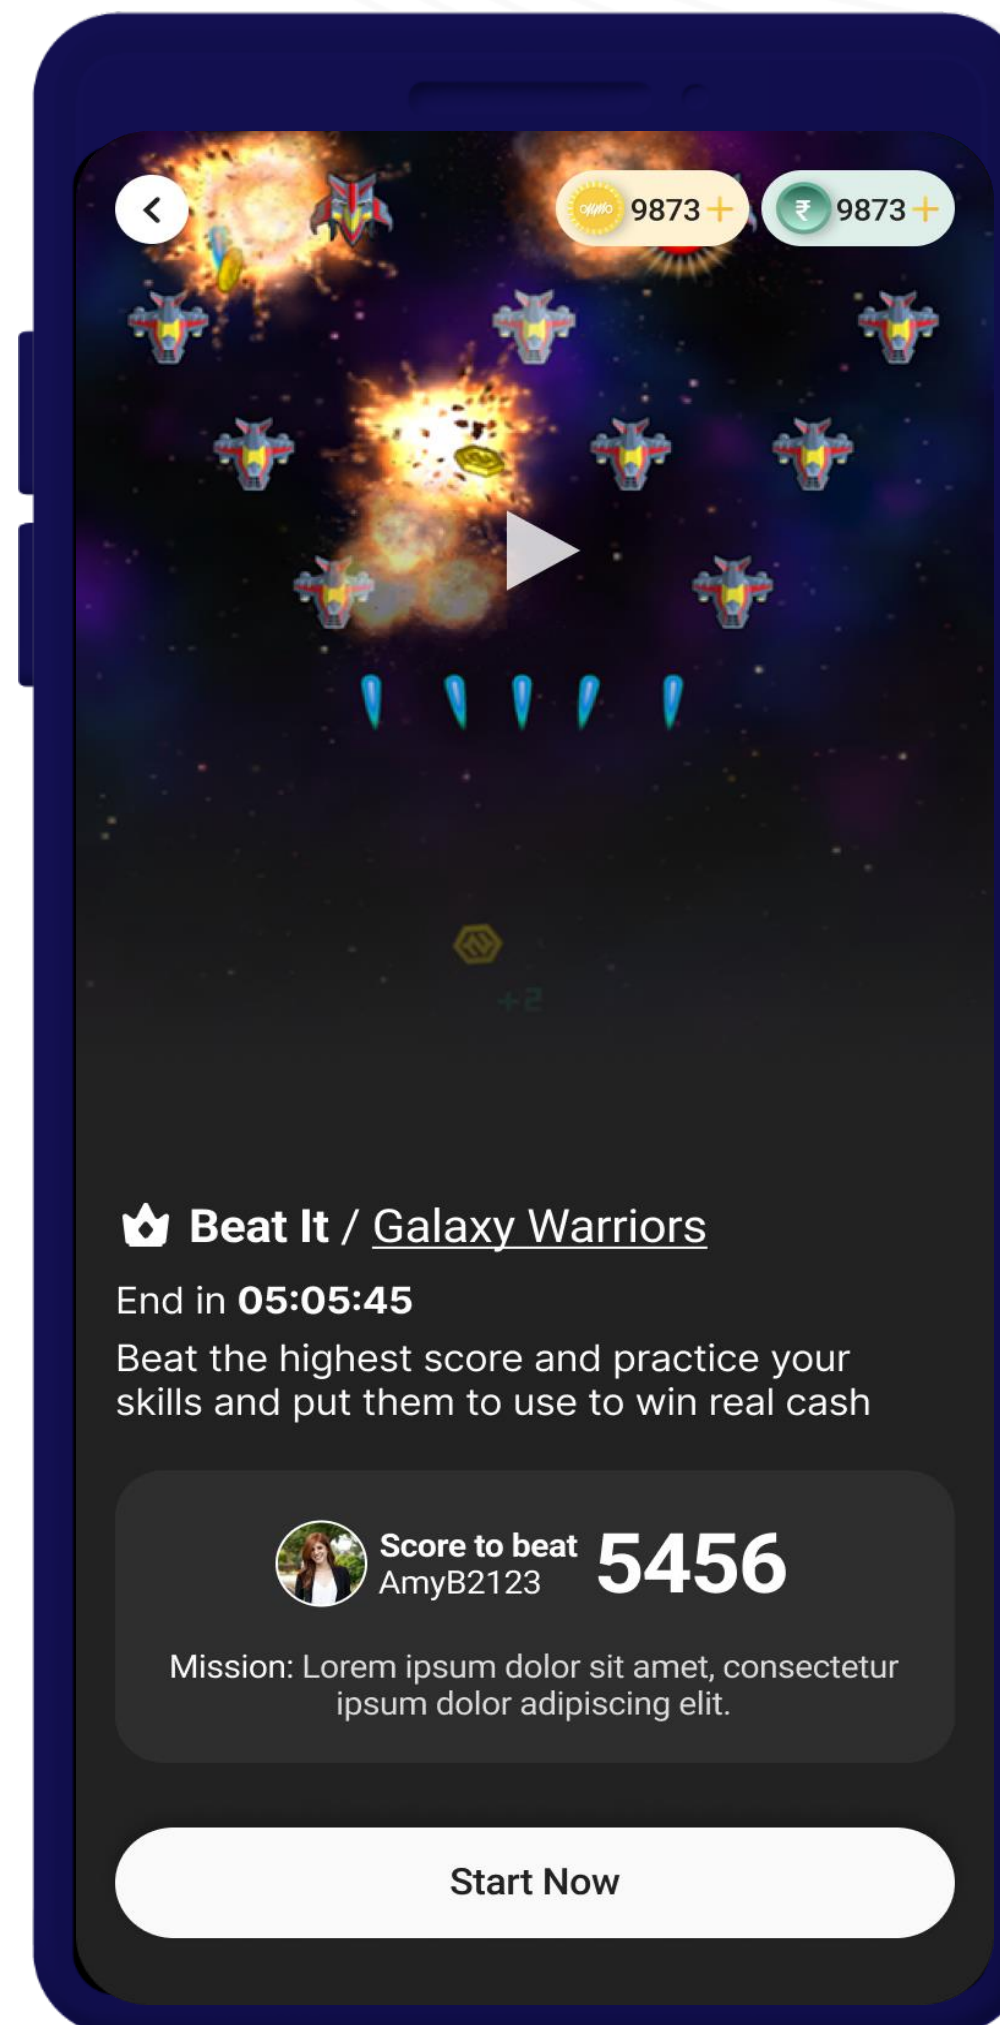 9873 +
₹ 9873 +
+2
Beat It / Galaxy Warriors
End in 05:05:45
Beat the highest score and practice your
skills and put them to use to win real cash
Score to beat
AmyB2123
5456
Mission: Lorem ipsum dolor sit amet, consectetur
ipsum dolor adipiscing elit.
Start Now